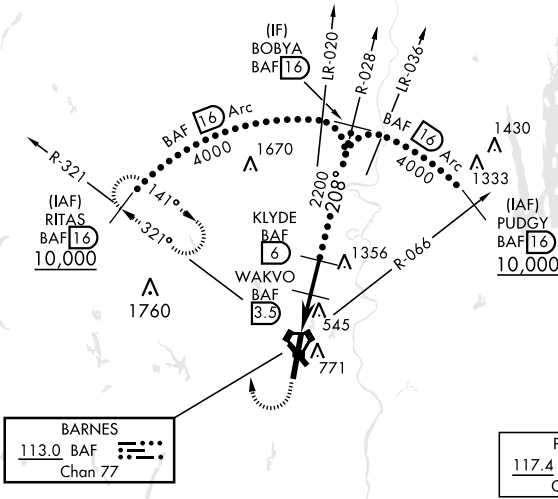 LR-020
R-028
LR-036
(IF)
BOBYA
BAF 16
BAF 16 Arc
4000
BAF 16 Arc
4000
1670
1430
1333
R-321
(IAF)
RITAS
BAF 16
10,000
141°
321°
2200
208°
(IAF)
PUDGY
BAF 16
10,000
R-066
KLYDE
BAF
6
1356
WAKVO
BAF
3.5
1760
545
771
BARNES
113.0 BAF
Chan 77
117.4